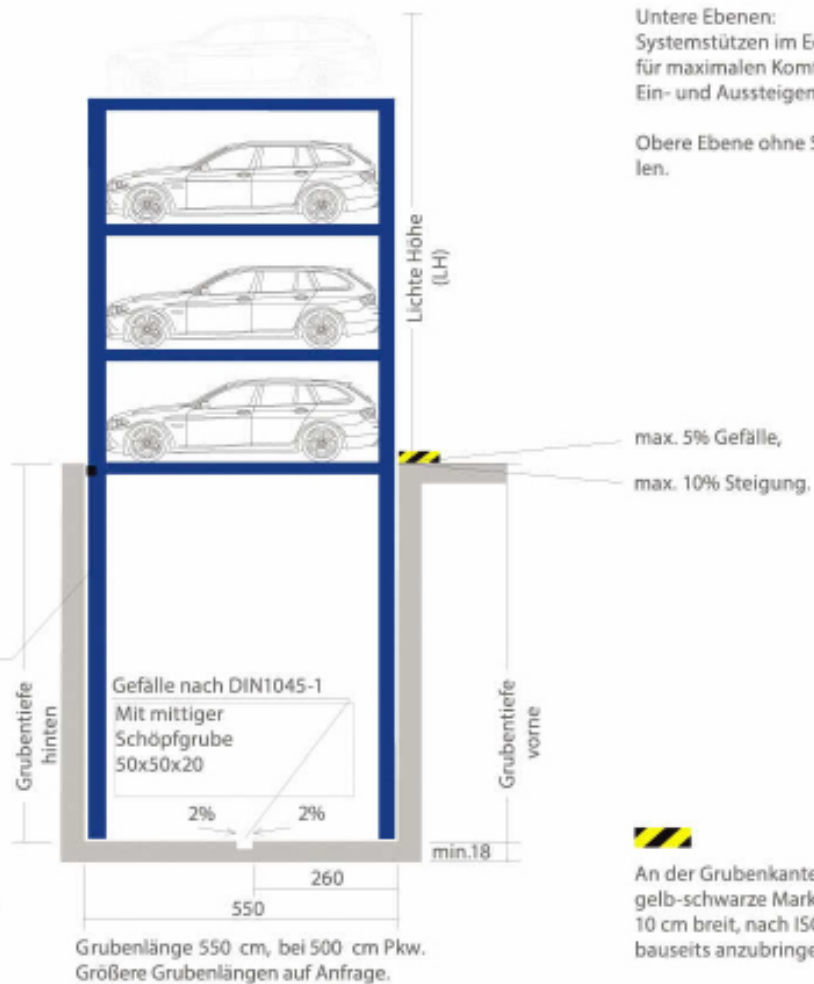 Untere Ebenen:
Systemstützen im
für maximalen
Ein- und Aussteigen
Obere Ebene ohne
len.
Lichte Höhe
(LH)
max. 5% Gefälle,
max. 10% Steigung.
Grubentiefe
hinten
Gefälle nach DIN1045-1
Mit mittiger
Schöpfgrube
50x50x20
2%
2%
Grubentiefe
vorne
min.18
260
550
Grubenlänge 550 cm, bei 500 cm Pkw.
Größere Grubenlängen auf Anfrage.
An der Grubenkante
gelb-schwarze
10 cm breit, nach
bauseits